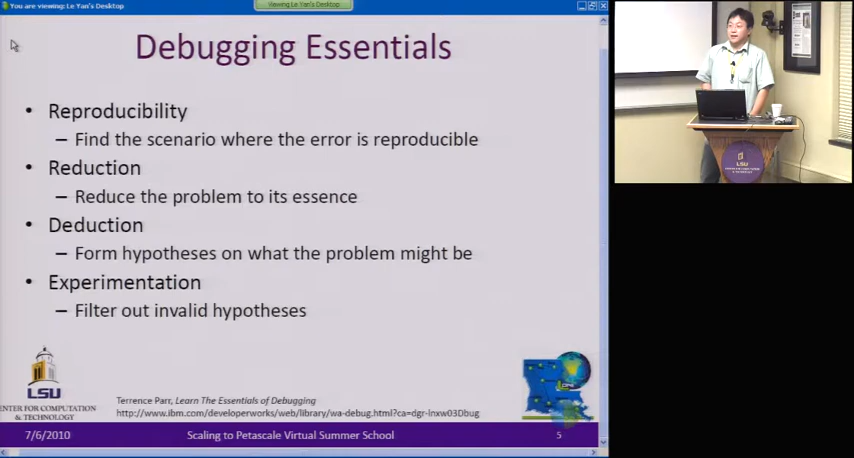 You are viewing: Le Yan's Desktop
Viewing Le Yan's Desktop
Debugging Essentials
• Reproducibility
– Find the scenario where the error is reproducible
• Reduction
– Reduce the problem to its essence
• Deduction
– Form hypotheses on what the problem might be
• Experimentation
– Filter out invalid hypotheses
LSU
CENTER FOR COMPUTATION
& TECHNOLOGY
Terrence Parr, Learn The Essentials of Debugging
http://www.ibm.com/developerworks/web/library/wa-debug.html?ca=dgr-lnxw03Dbug
7/6/2010
Scaling to Petascale Virtual Summer School
5
LSU